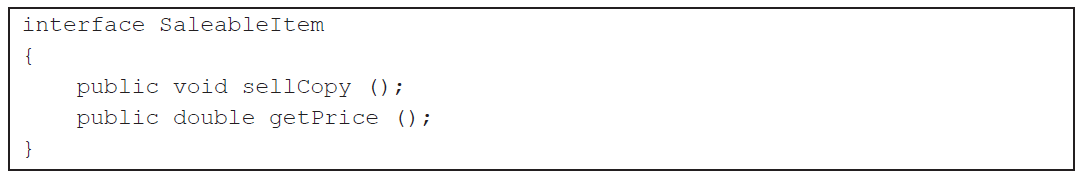 interface SaleableItem
{
    public void sellCopy ();
    public double getPrice ();
}